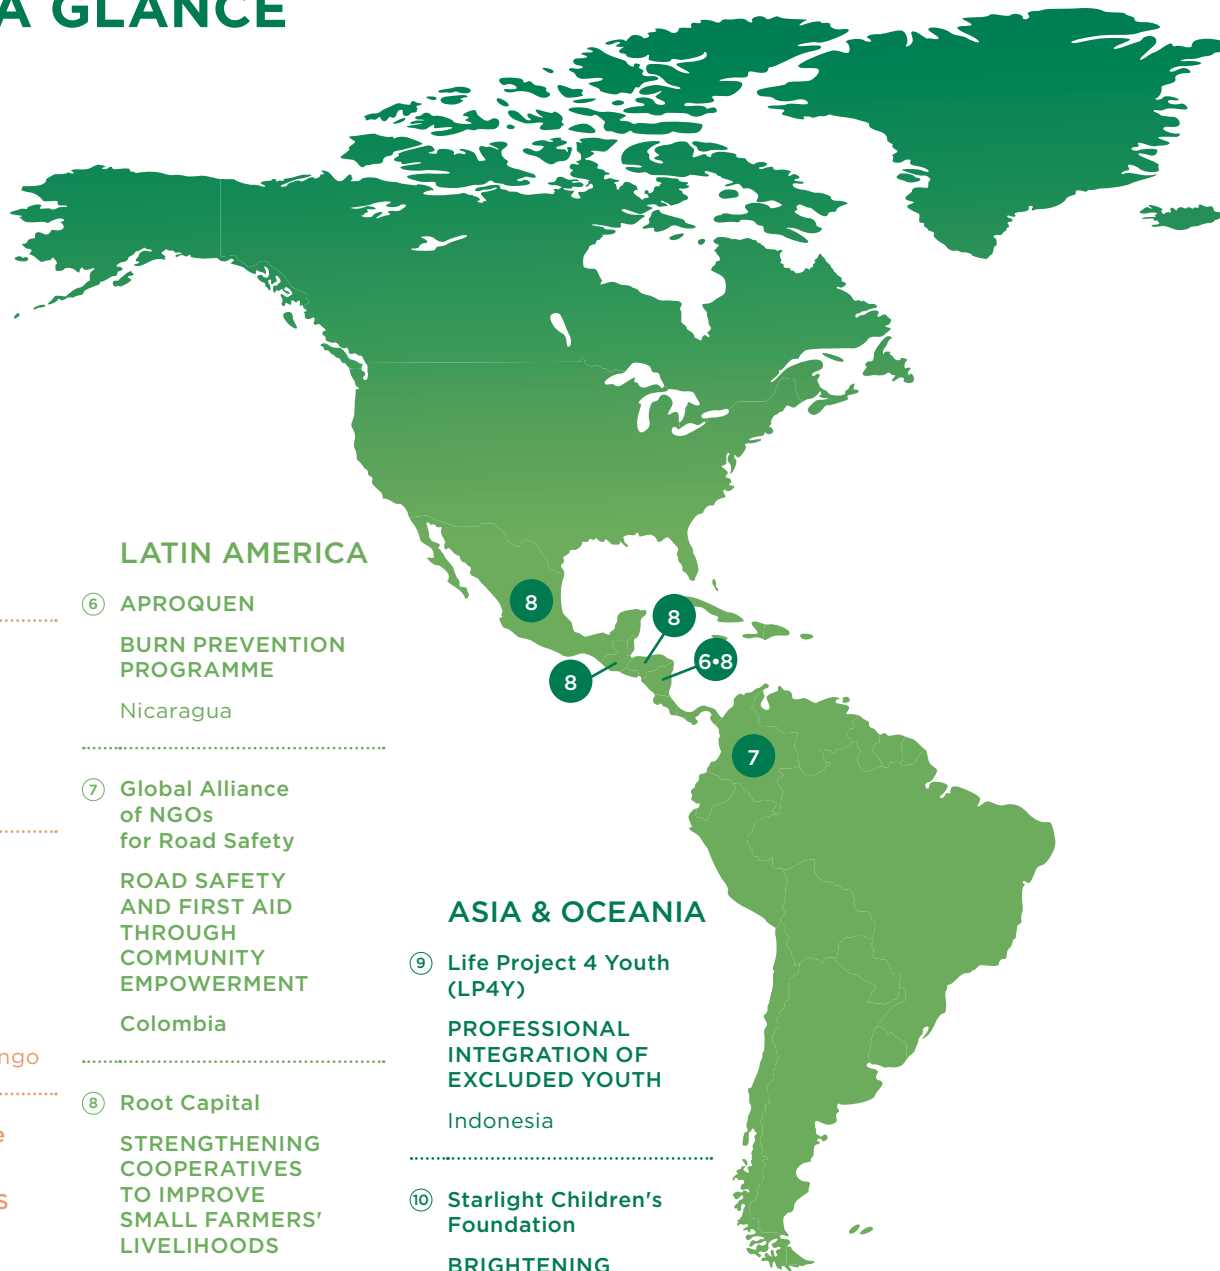 A GLANCE
LATIN AMERICA
6 APROQUEN
BURN PREVENTION
PROGRAMME
Nicaragua
7 Global Alliance
of NGOs
for Road Safety
ROAD SAFETY
AND FIRST AID
THROUGH
COMMUNITY
EMPOWERMENT
Colombia
8 Root Capital
STRENGTHENING
COOPERATIVES
TO IMPROVE
SMALL FARMERS'
LIVELIHOODS
ASIA & OCEANIA
9 Life Project 4 Youth
(LP4Y)
PROFESSIONAL
INTEGRATION OF
EXCLUDED YOUTH
Indonesia
10 Starlight Children's
Foundation
BRIGHTENING
8
8
8
6•8
7
ngo
e
S